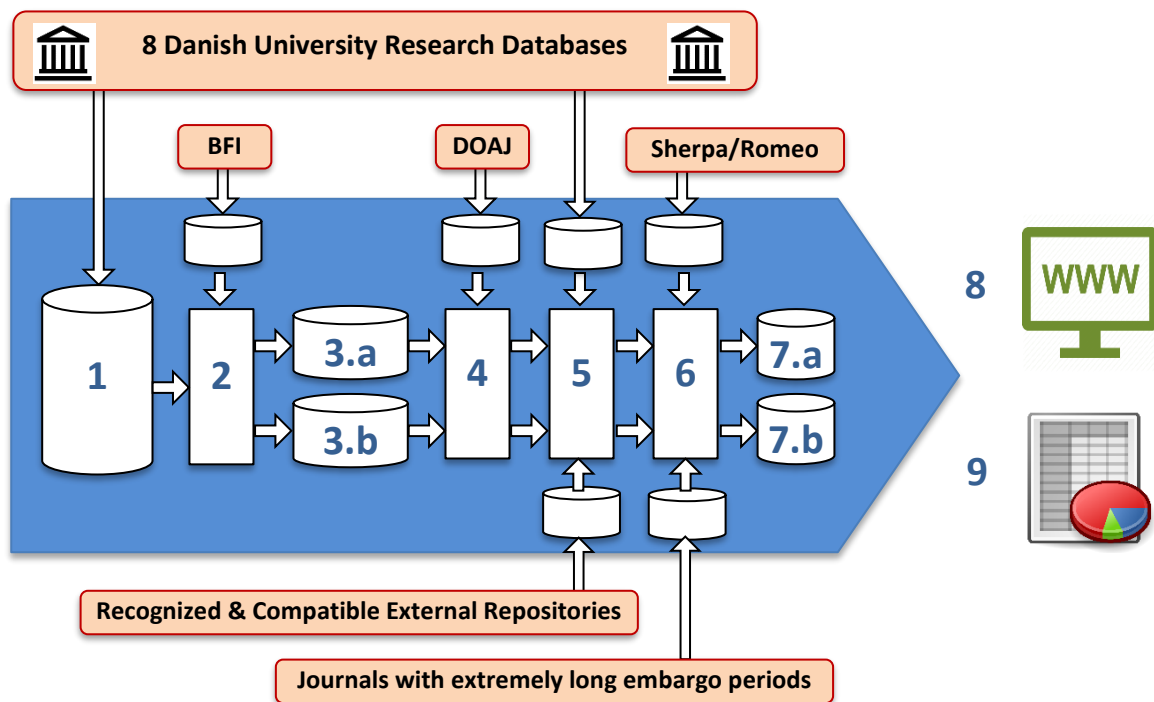 8 Danish University Research Databases
BFI
DOAJ
Sherpa/Romeo
8
WWW
1
2
3.a
3.b
4
5
6
7.a
7.b
9
Recognized & Compatible External Repositories
Journals with extremely long embargo periods